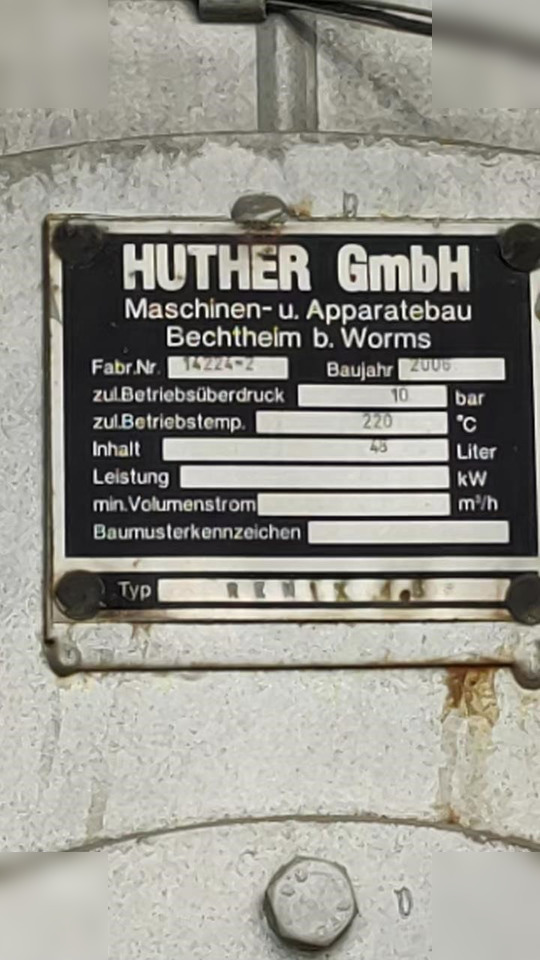 HUTHER GmbH
Maschinen- u. Apparatebau
Bechtheim b. Worms
Fabr.Nr. 14224-2 Baujahr 2006
zul.Betriebsüberdruck 10 bar
zul.Betriebstemp. 220 °C
Inhalt 48 Liter
Leistung kW
min.Volumenstrom m³/h
Baumusterkennzeichen
Typ